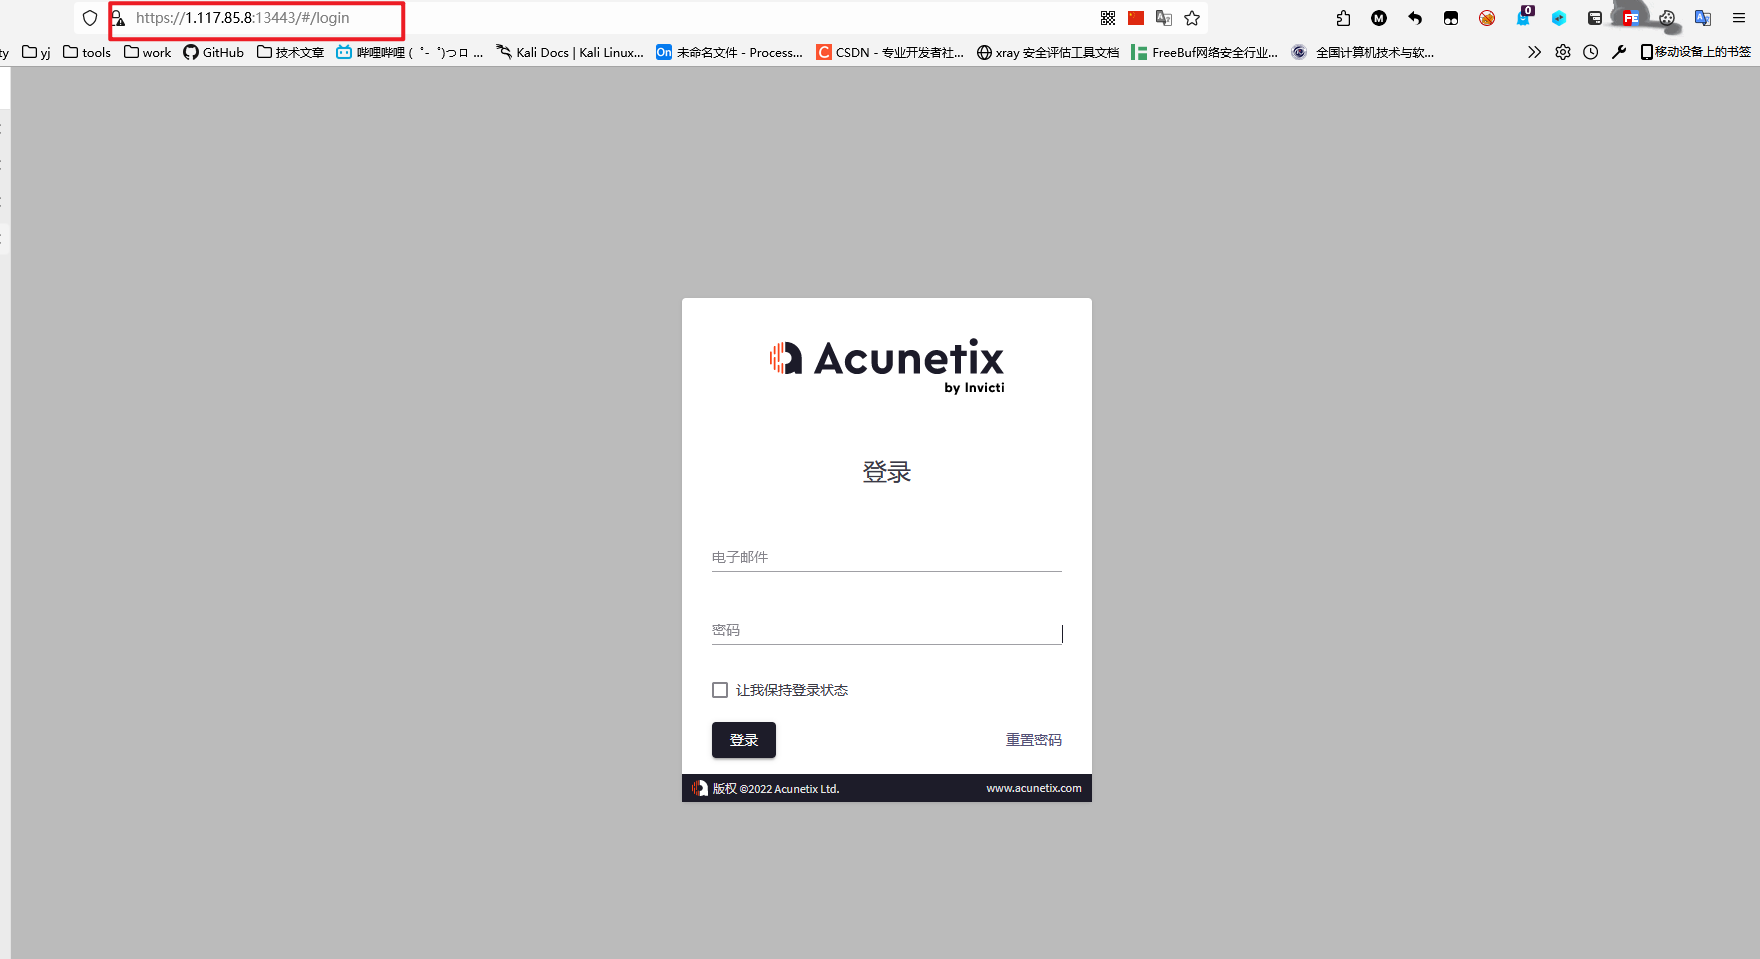 https://1.117.85.8:13443/#/login
0
M
FE
ty yj tools work GitHub 技术文章 哔哩哔哩 ( ゜- ゜)つロ ... Kali Docs | Kali Linux... On 未命名文件 - Process... C CSDN - 专业开发者社... xray 安全评估工具文档 FreeBuf网络安全行业... 全国计算机技术与软... 移动设备上的书签
Acunetix
by Invicti
登录
电子邮件
密码
让我保持登录状态
登录 重置密码
版权 ©2022 Acunetix Ltd. www.acunetix.com